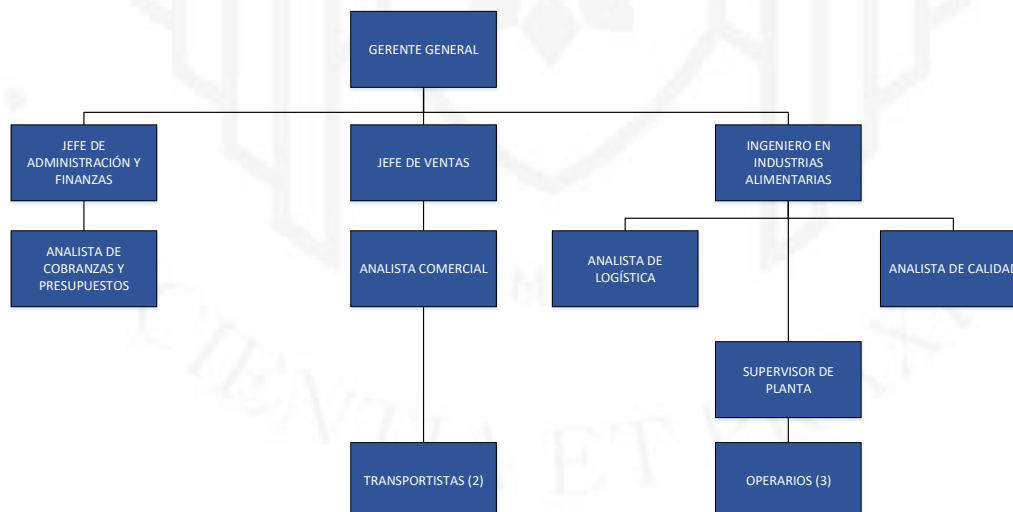 GERENTE GENERAL
JEFE DE
ADMINISTRACIÓN Y
FINANZAS
JEFE DE VENTAS
INGENIERO EN
INDUSTRIAS
ALIMENTARIAS
ANALISTA DE
COBRANZAS Y
PRESUPUESTOS
ANALISTA COMERCIAL
ANALISTA DE
LOGÍSTICA
ANALISTA DE CALIDAD
SUPERVISOR DE
PLANTA
TRANSPORTISTAS (2)
OPERARIOS (3)